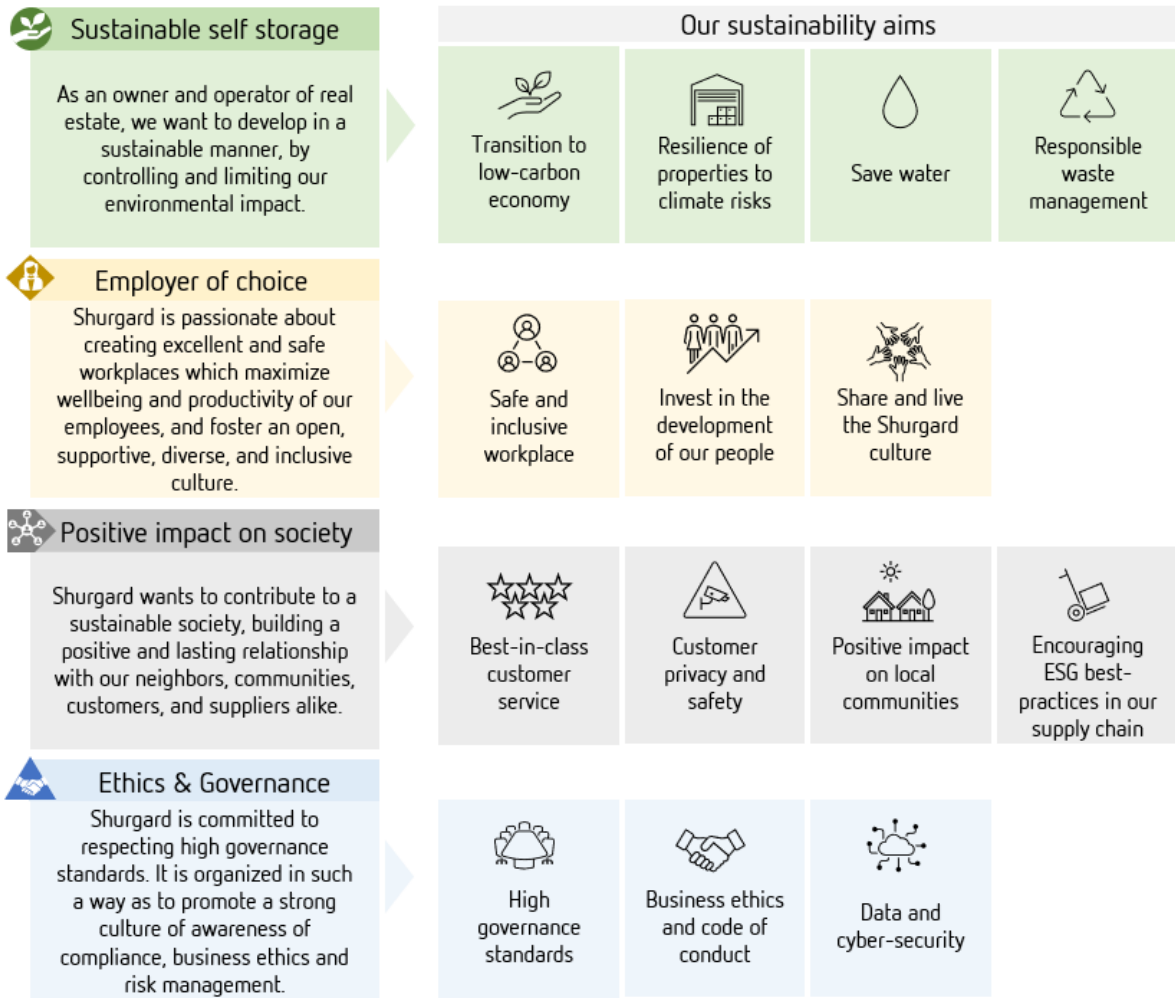 Sustainable self storage
As an owner and operator of real
estate, we want to develop in a
sustainable manner, by
controlling and limiting our
environmental impact.
Our sustainability aims
Transition to
low-carbon
economy
Resilience of
properties to
climate risks
Save water
Responsible
waste
management
Employer of choice
Shurgard is passionate about
creating excellent and safe
workplaces which maximize
wellbeing and productivity of our
employees, and foster an open,
supportive, diverse, and inclusive
culture.
Safe and
inclusive
workplace
Invest in the
development
of our people
Share and live
the Shurgard
culture
Positive impact on society
Shurgard wants to contribute to a
sustainable society, building a
positive and lasting relationship
with our neighbors, communities,
customers, and suppliers alike.
Best-in-class
customer
service
Customer
privacy and
safety
Positive impact
on local
communities
Encouraging
ESG best-
practices in our
supply chain
Ethics & Governance
Shurgard is committed to
respecting high governance
standards. It is organized in such
a way as to promote a strong
culture of awareness of
compliance, business ethics and
risk management.
High
governance
standards
Business ethics
and code of
conduct
Data and
cyber-security